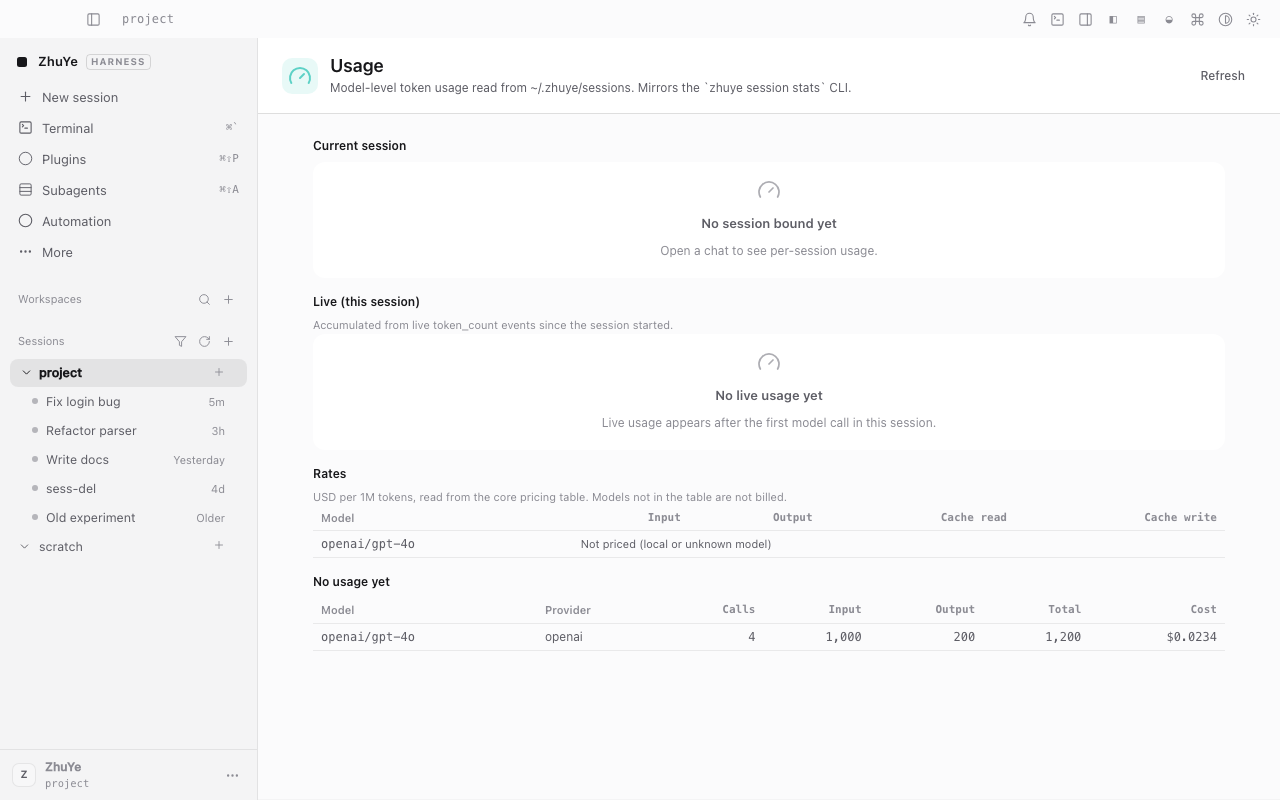 project
ZhuYe HARNESS
New session
Terminal ⌘`
Plugins ⌘⇧P
Subagents ⌘⇧A
Automation
More
Workspaces
Sessions
project
Fix login bug 5m
Refactor parser 3h
Write docs Yesterday
sess-del 4d
Old experiment Older
scratch
Z
ZhuYe
project
Usage
Model-level token usage read from ~/.zhuye/sessions. Mirrors the `zhuye session stats` CLI.
Refresh
Current session
No session bound yet
Open a chat to see per-session usage.
Live (this session)
Accumulated from live token_count events since the session started.
No live usage yet
Live usage appears after the first model call in this session.
Rates
USD per 1M tokens, read from the core pricing table. Models not in the table are not billed.
Model Input Output Cache read Cache write
openai/gpt-4o Not priced (local or unknown model)
No usage yet
Model Provider Calls Input Output Total Cost
openai/gpt-4o openai 4 1,000 200 1,200 $0.0234